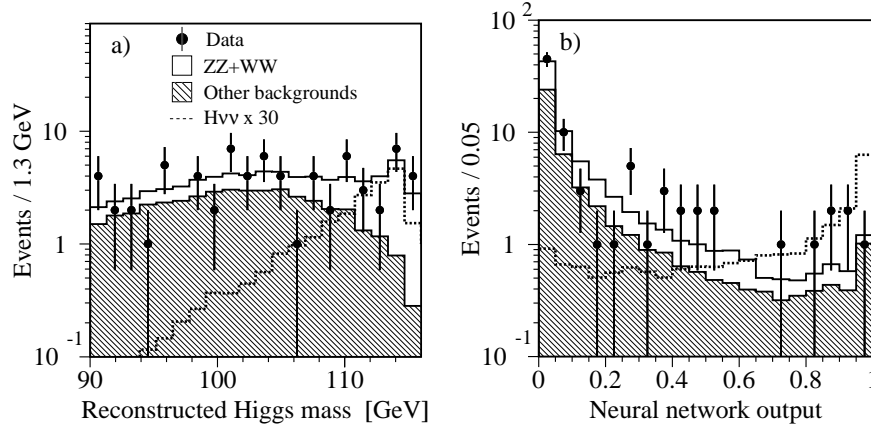 a)
Data
ZZ+WW
Other backgrounds
Hνν x 30
Events / 1.3 GeV
10
1
10 -1
90 100 110
Reconstructed Higgs mass [GeV]
b)
Events / 0.05
10 2
10
1
10 -1
0 0.2 0.4 0.6 0.8 1
Neural network output